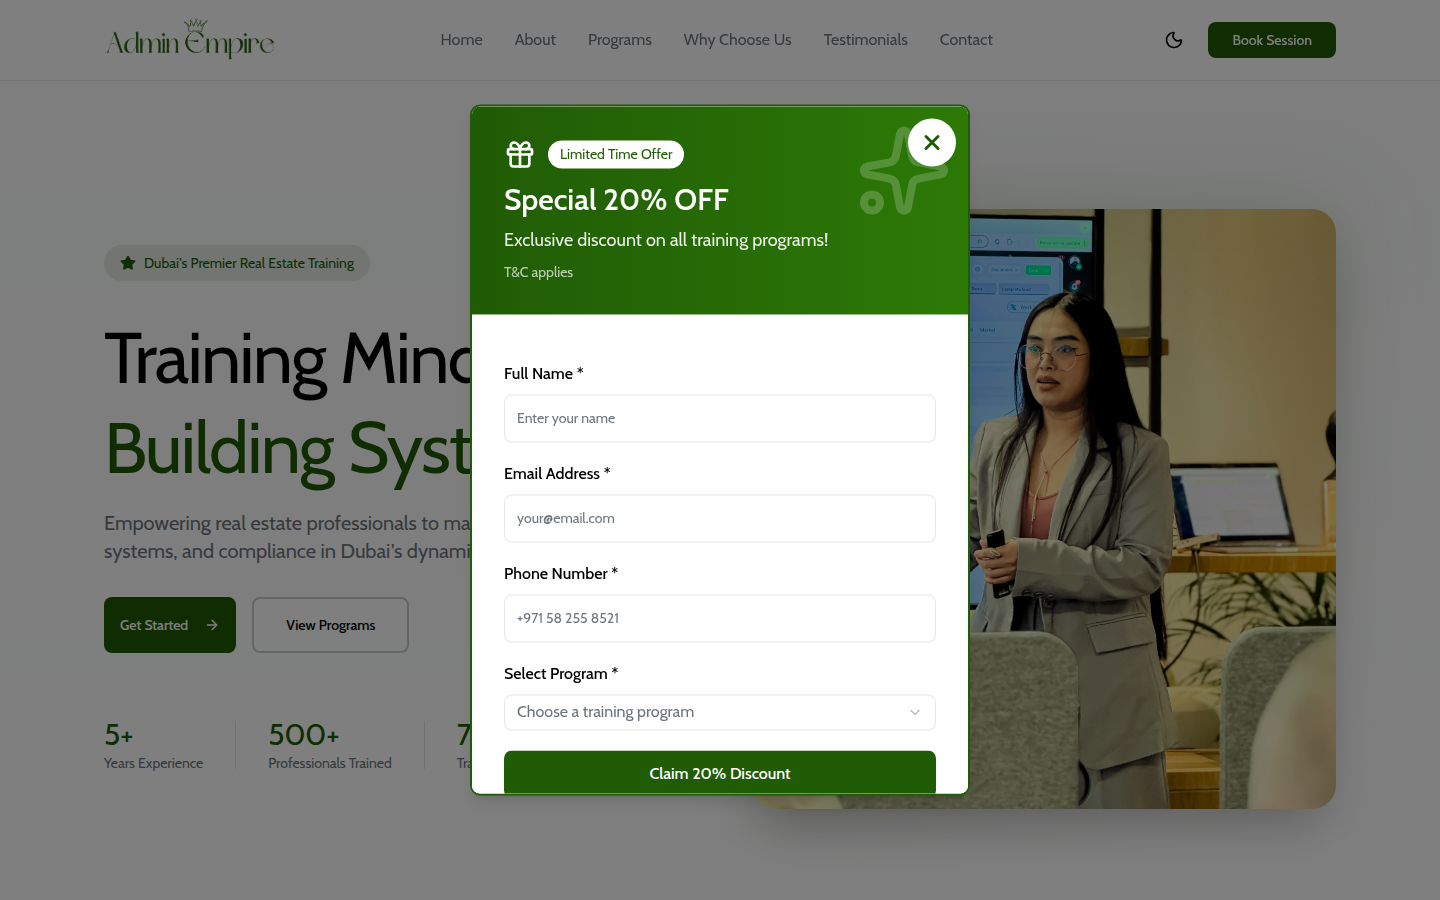 Admin Empire
Home
About
Programs
Why Choose Us
Testimonials
Contact
Book Session
Limited Time Offer
Special 20% OFF
Exclusive discount on all training programs!
T&C applies
Full Name *
Enter your name
Email Address *
your@email.com
Phone Number *
+971 58 255 8521
Select Program *
Choose a training program
Claim 20% Discount
Dubai's Premier Real Estate Training
Training
Building
Empowering real estate professionals to
systems, and compliance in Dubai's
Get Started
View Programs
5+
Years Experience
500+
Professionals Trained